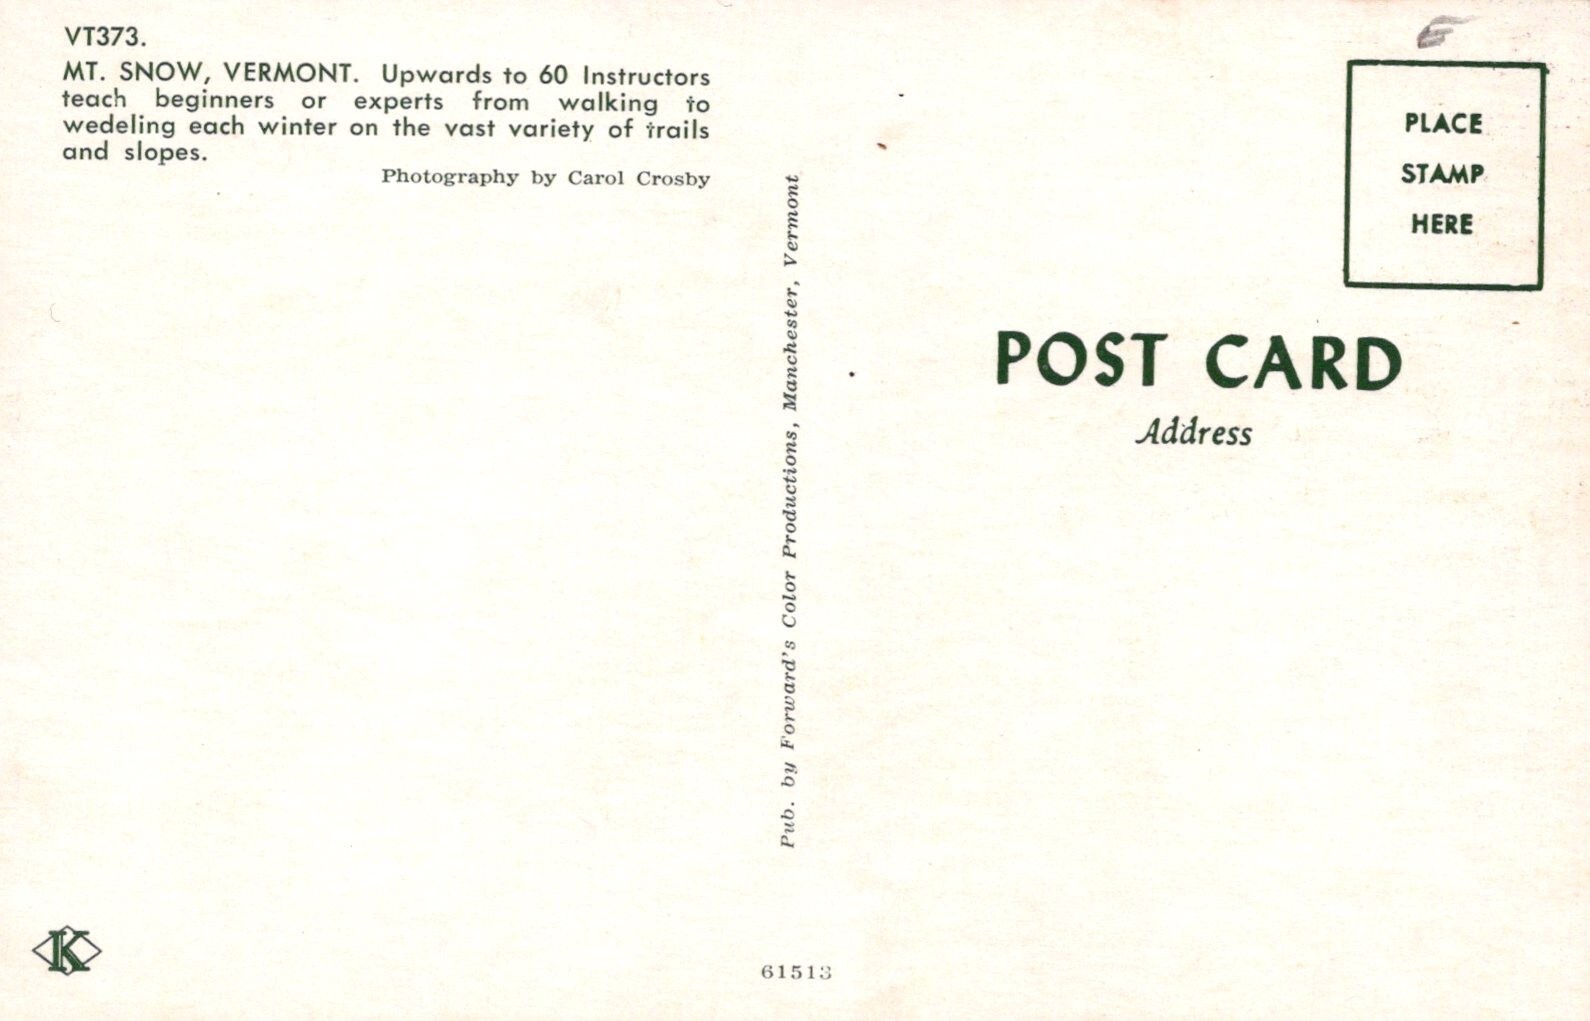 VT373.
MT. SNOW, VERMONT. Upwards to 60 Instructors
teach beginners or experts from walking to
wedeling each winter on the vast variety of trails
and slopes.
Photography by Carol Crosby
Pub. by Forward's Color Productions, Manchester, Vermont
PLACE
STAMP
HERE
POST CARD
Address
K
61513